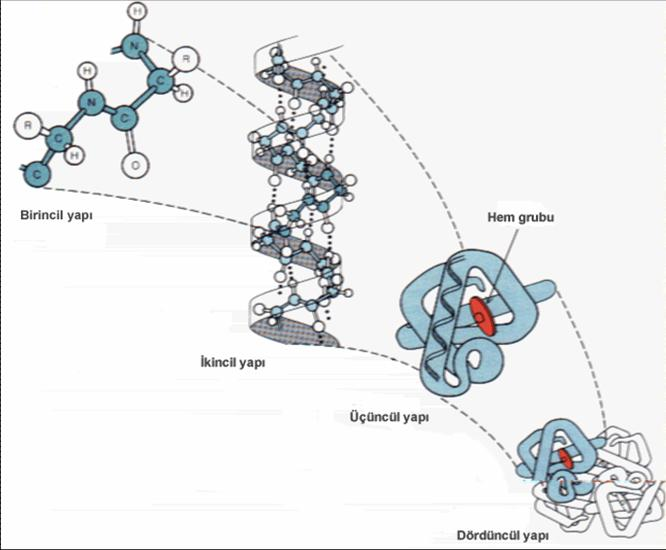 H
N
R
H
C
H
N
C
R
C
H
O
C
Birincil yapı
Hem grubu
İkincil yapı
Üçüncül yapı
Dördüncül yapı